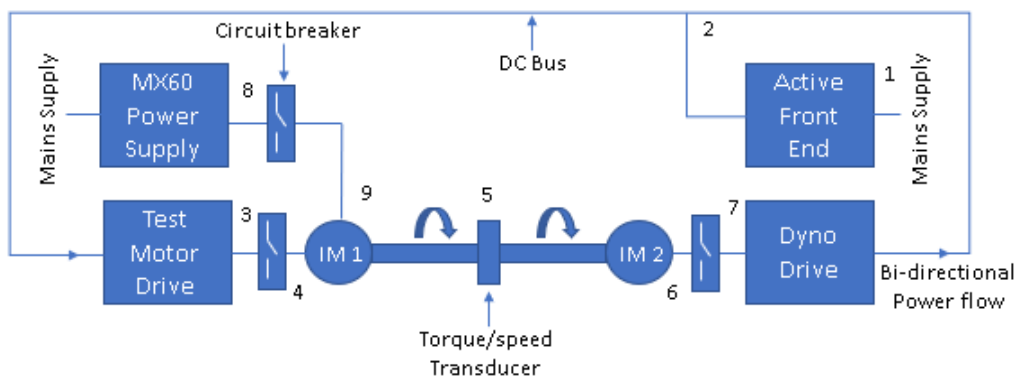 Circuit breaker
2
DC Bus
Mains Supply
MX60
Power
Supply
8
Active
Front
End
1
Mains Supply
Test
Motor
Drive
3
4
9
IM 1
5
IM 2
6
7
Dyno
Drive
Bi-directional
Power flow
Torque/speed
Transducer